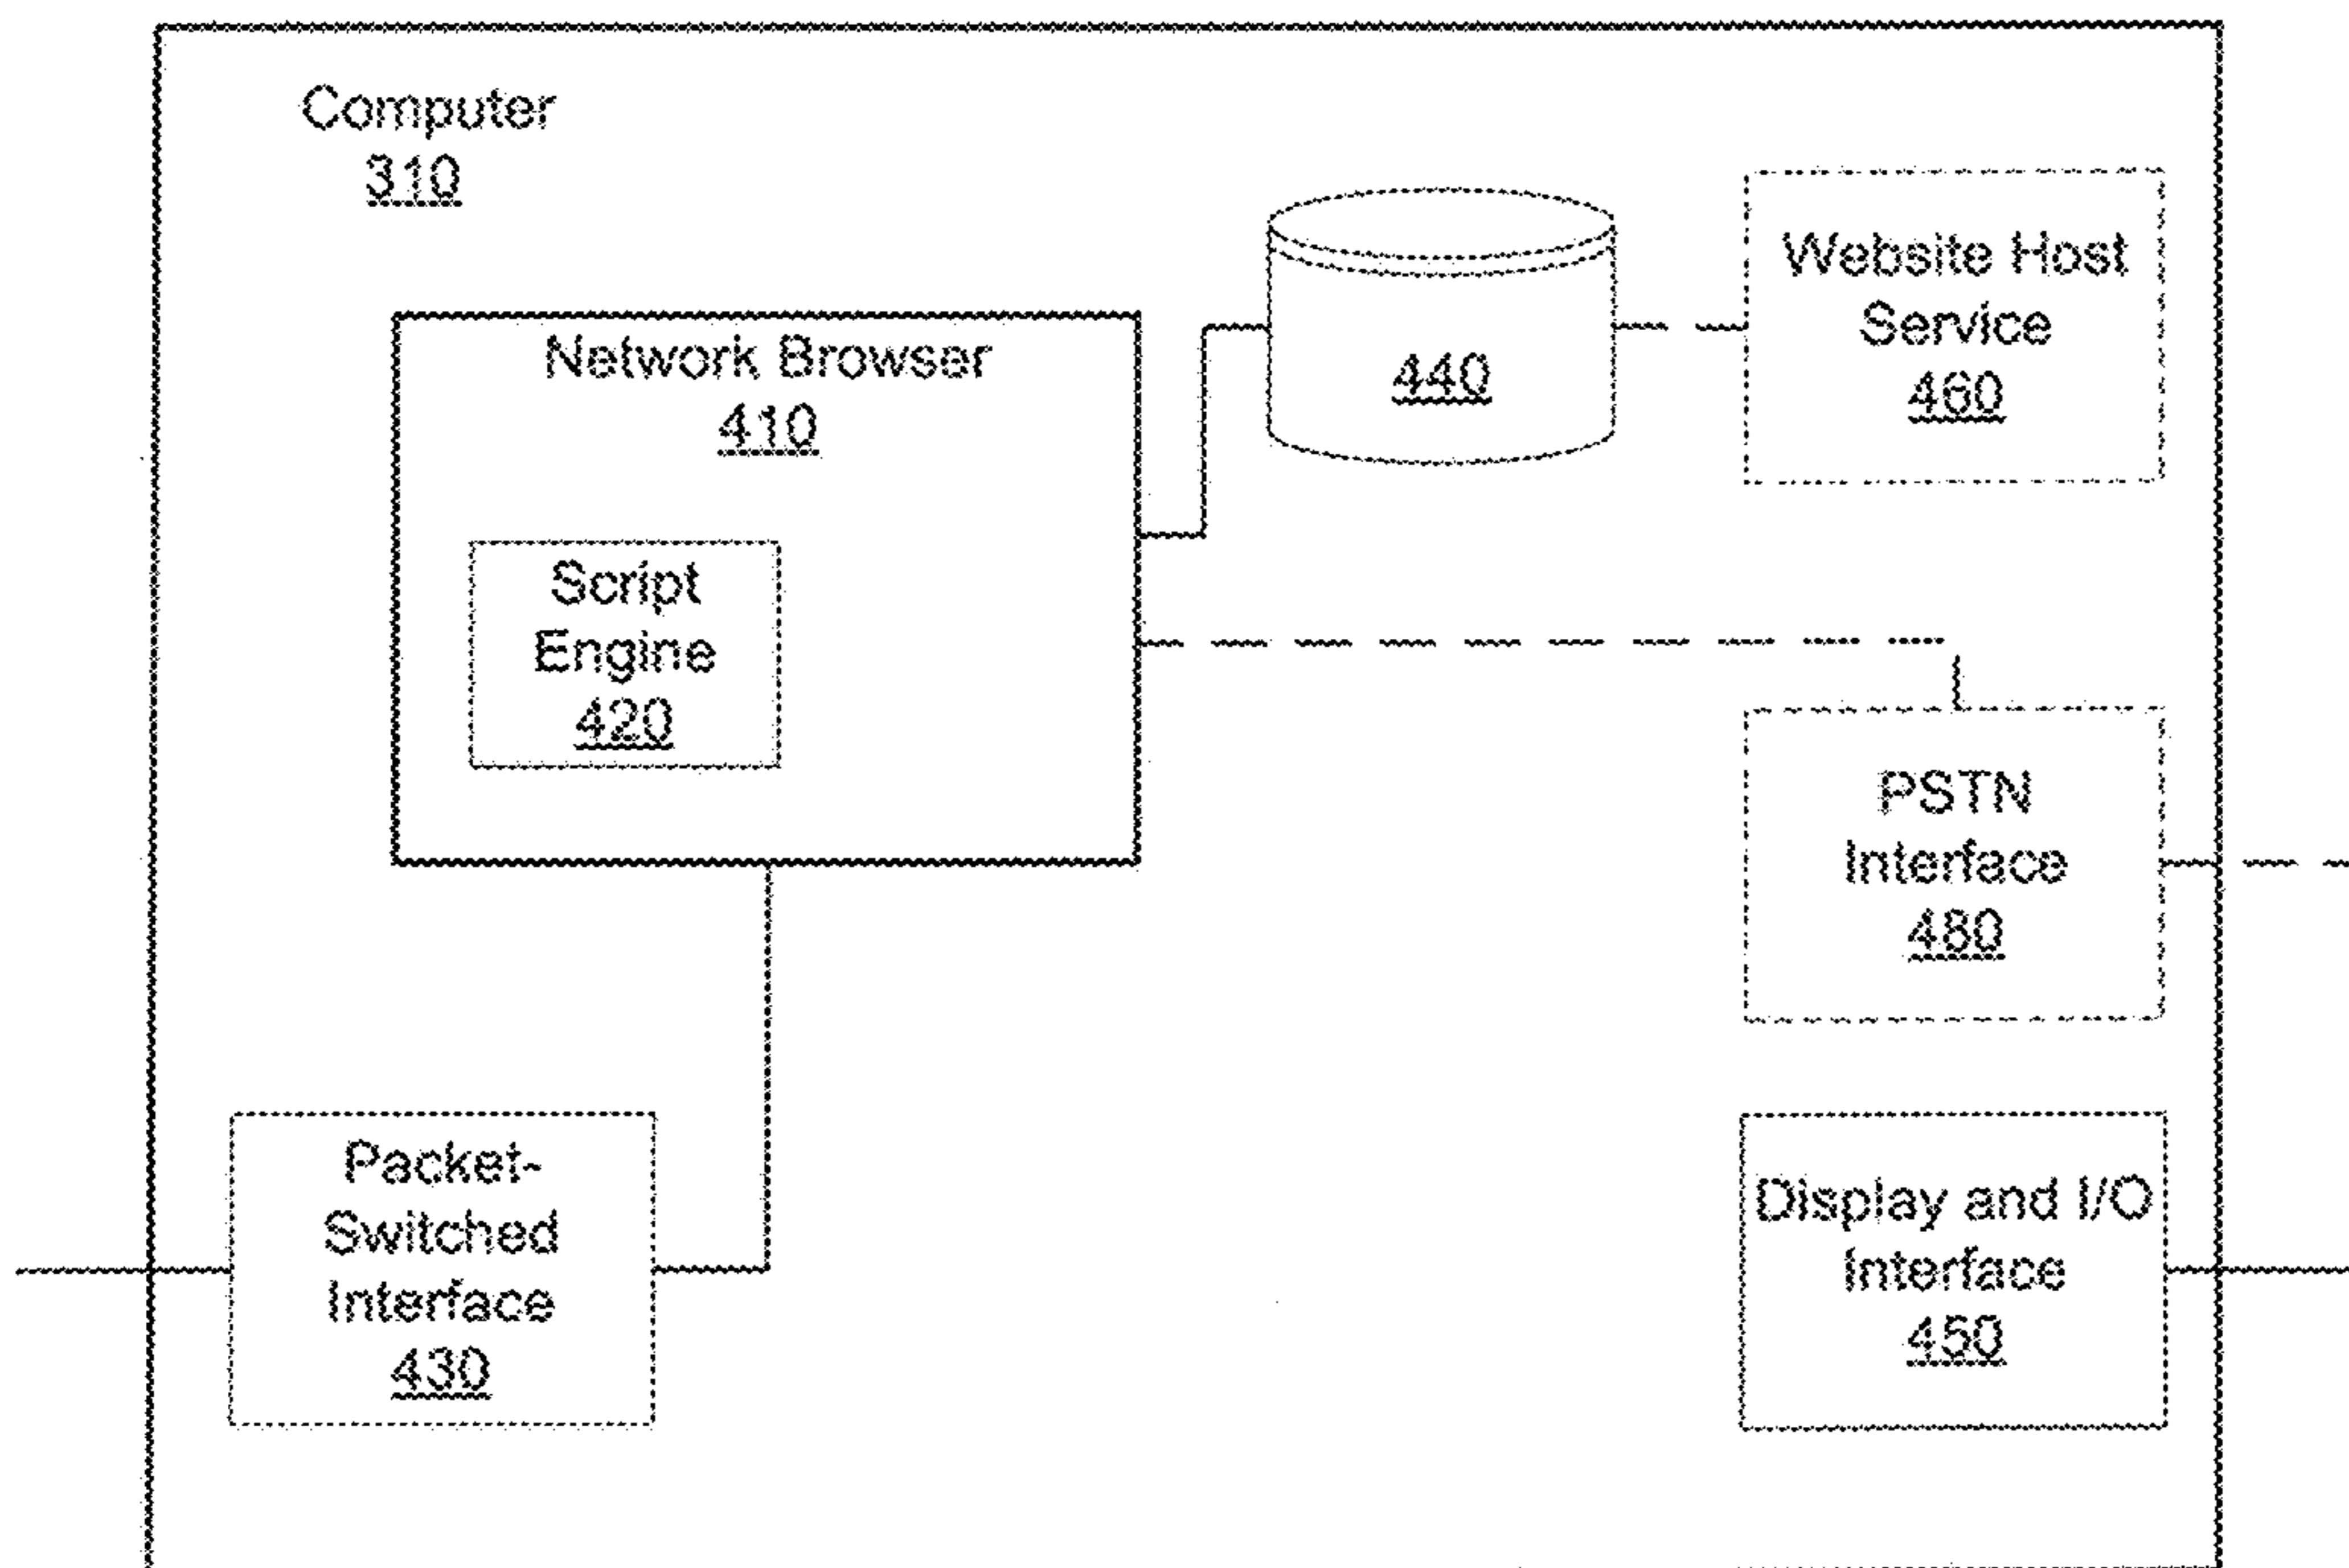 Computer
310
Network Browser
410
Script
Engine
420
440
Website Host
Service
460
PSTN
Interface
480
Packet-
Switched
Interface
430
Display and I/O
Interface
450